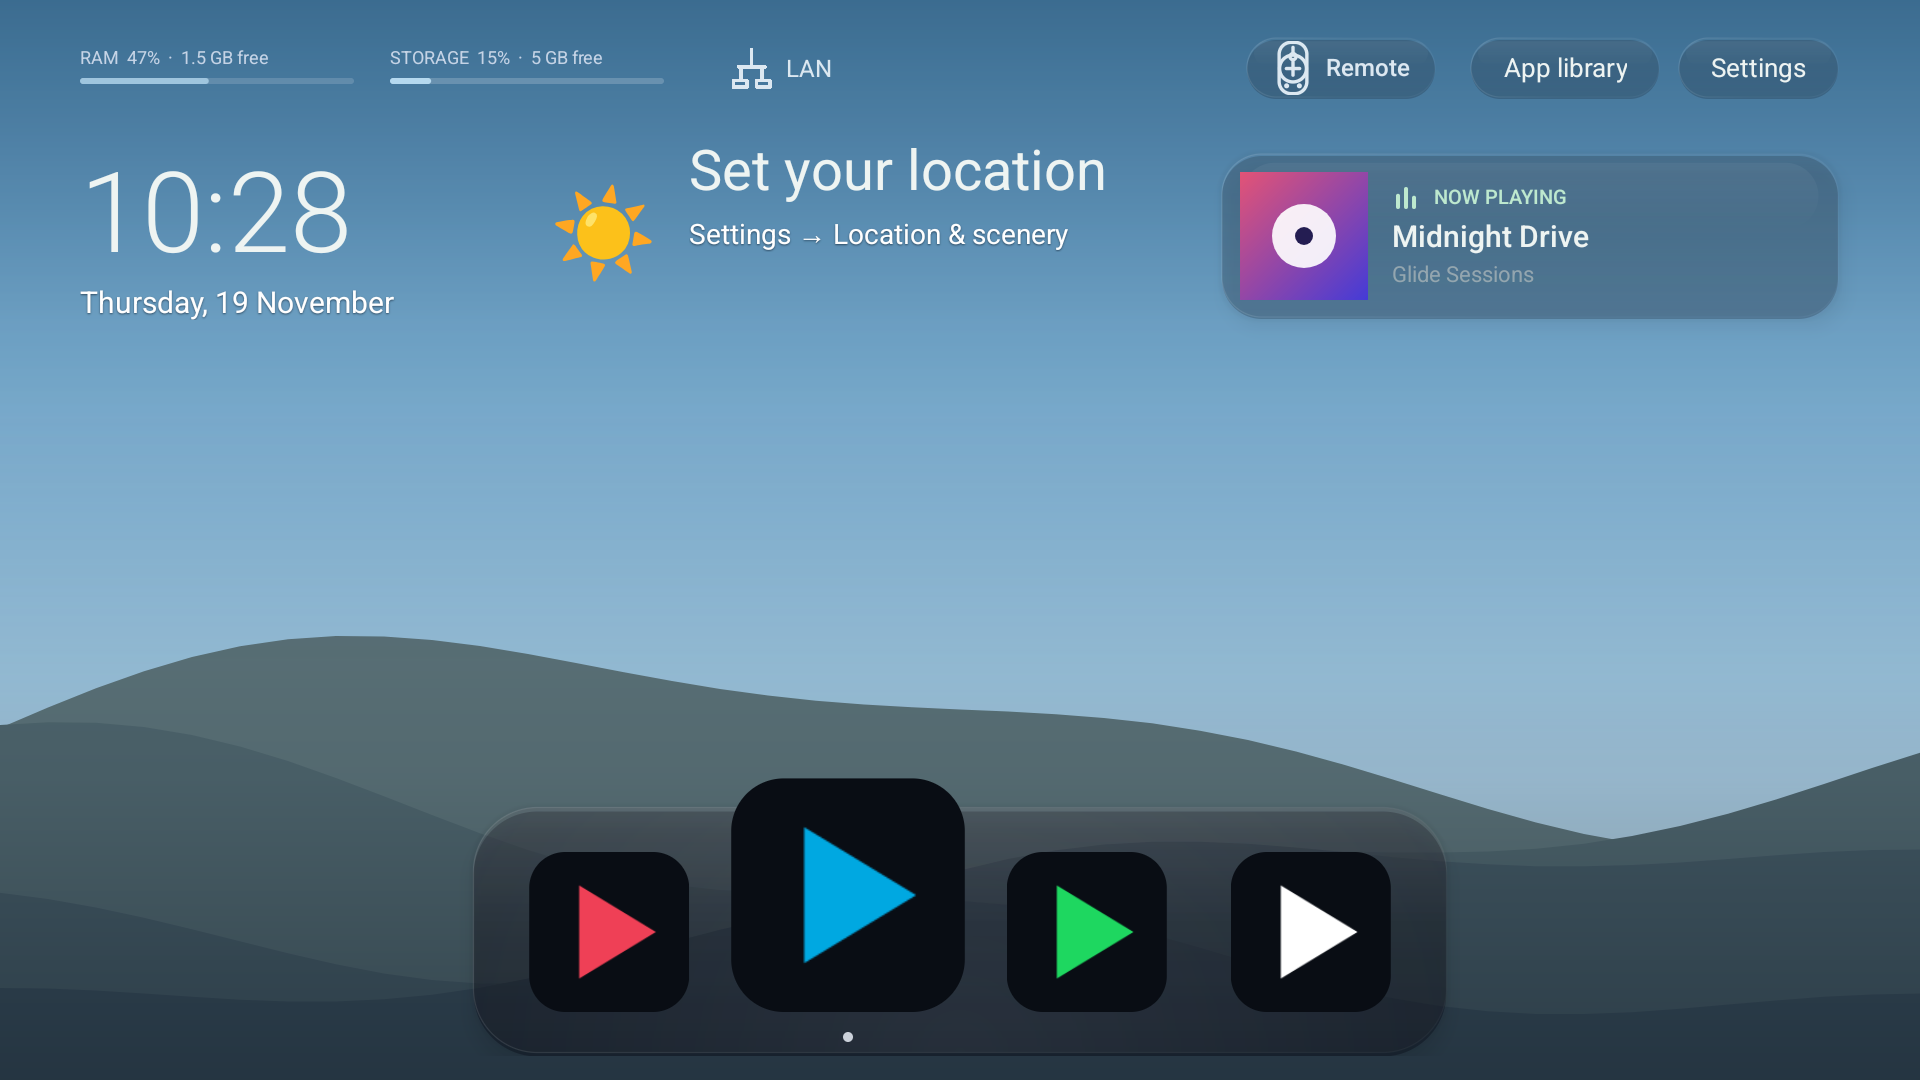 RAM 47% · 1.5 GB free
STORAGE 15% · 5 GB free
LAN
Remote
App library
Settings
10:28
Thursday, 19 November
Set your location
Settings → Location & scenery
NOW PLAYING
Midnight Drive
Glide Sessions